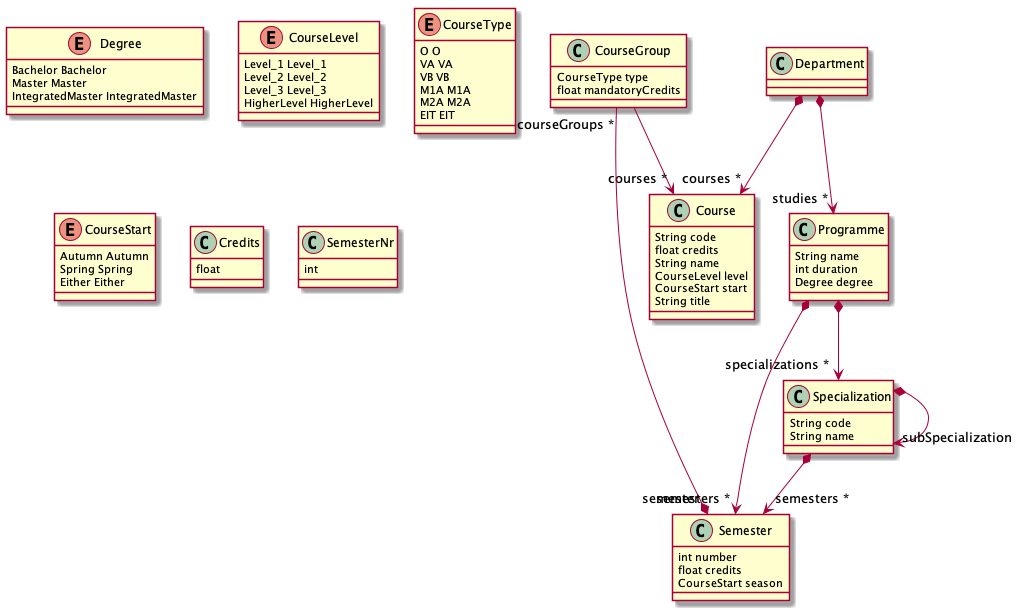 E Degree
Bachelor Bachelor
Master Master
IntegratedMaster IntegratedMaster
E CourseLevel
Level_1 Level_1
Level_2 Level_2
Level_3 Level_3
HigherLevel HigherLevel
E CourseType
O O
VA VA
VB VB
M1A M1A
M2A M2A
EIT EIT
C CourseGroup
CourseType type
float mandatoryCredits
C Department
courseGroups *
courses *
courses *
studies *
E CourseStart
Autumn Autumn
Spring Spring
Either Either
C Credits
float
C SemesterNr
int
C Course
String code
float credits
String name
CourseLevel level
CourseStart start
String title
C Programme
String name
int duration
Degree degree
specializations *
C Specialization
String code
String name
subSpecialization
semesters *
semesters *
C Semester
int number
float credits
CourseStart season